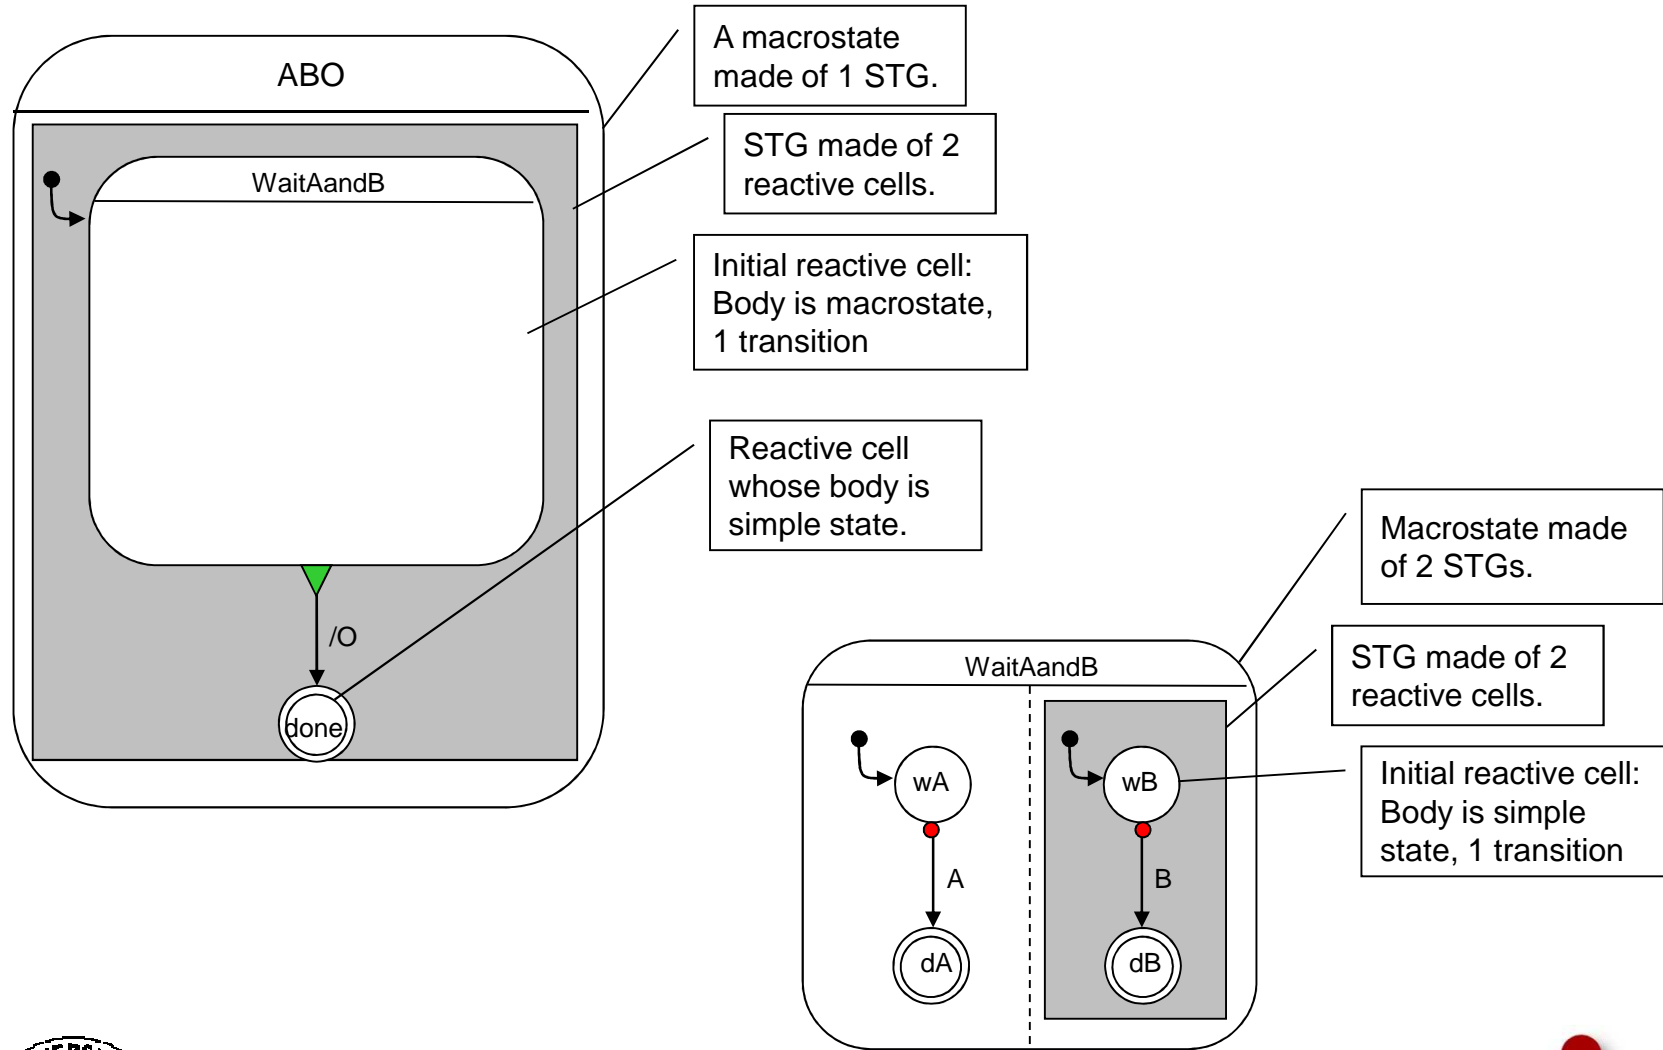 ABO
WaitAandB
/O
done
A macrostate
made of 1 STG.
STG made of 2
reactive cells.
Initial reactive cell:
Body is macrostate,
1 transition
Reactive cell
whose body is
simple state.
WaitAandB
wA
wB
A
B
dA
dB
Macrostate made
of 2 STGs.
STG made of 2
reactive cells.
Initial reactive cell:
Body is simple
state, 1 transition